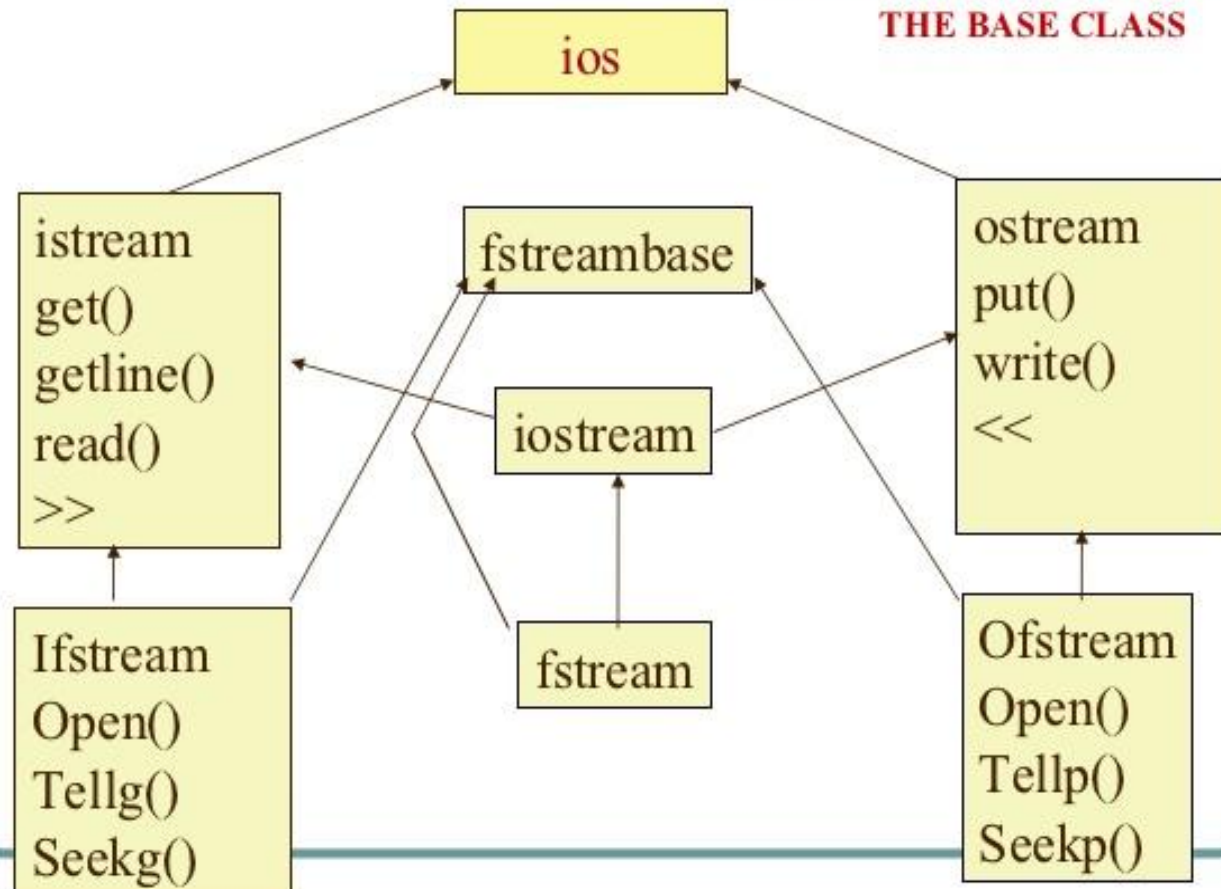 THE BASE CLASS
ios
istream
get()
getline()
read()
>>
fstreambase
ostream
put()
write()
<<
iostream
Ifstream
Open()
Tellg()
Seekg()
fstream
Ofstream
Open()
Tellp()
Seekp()